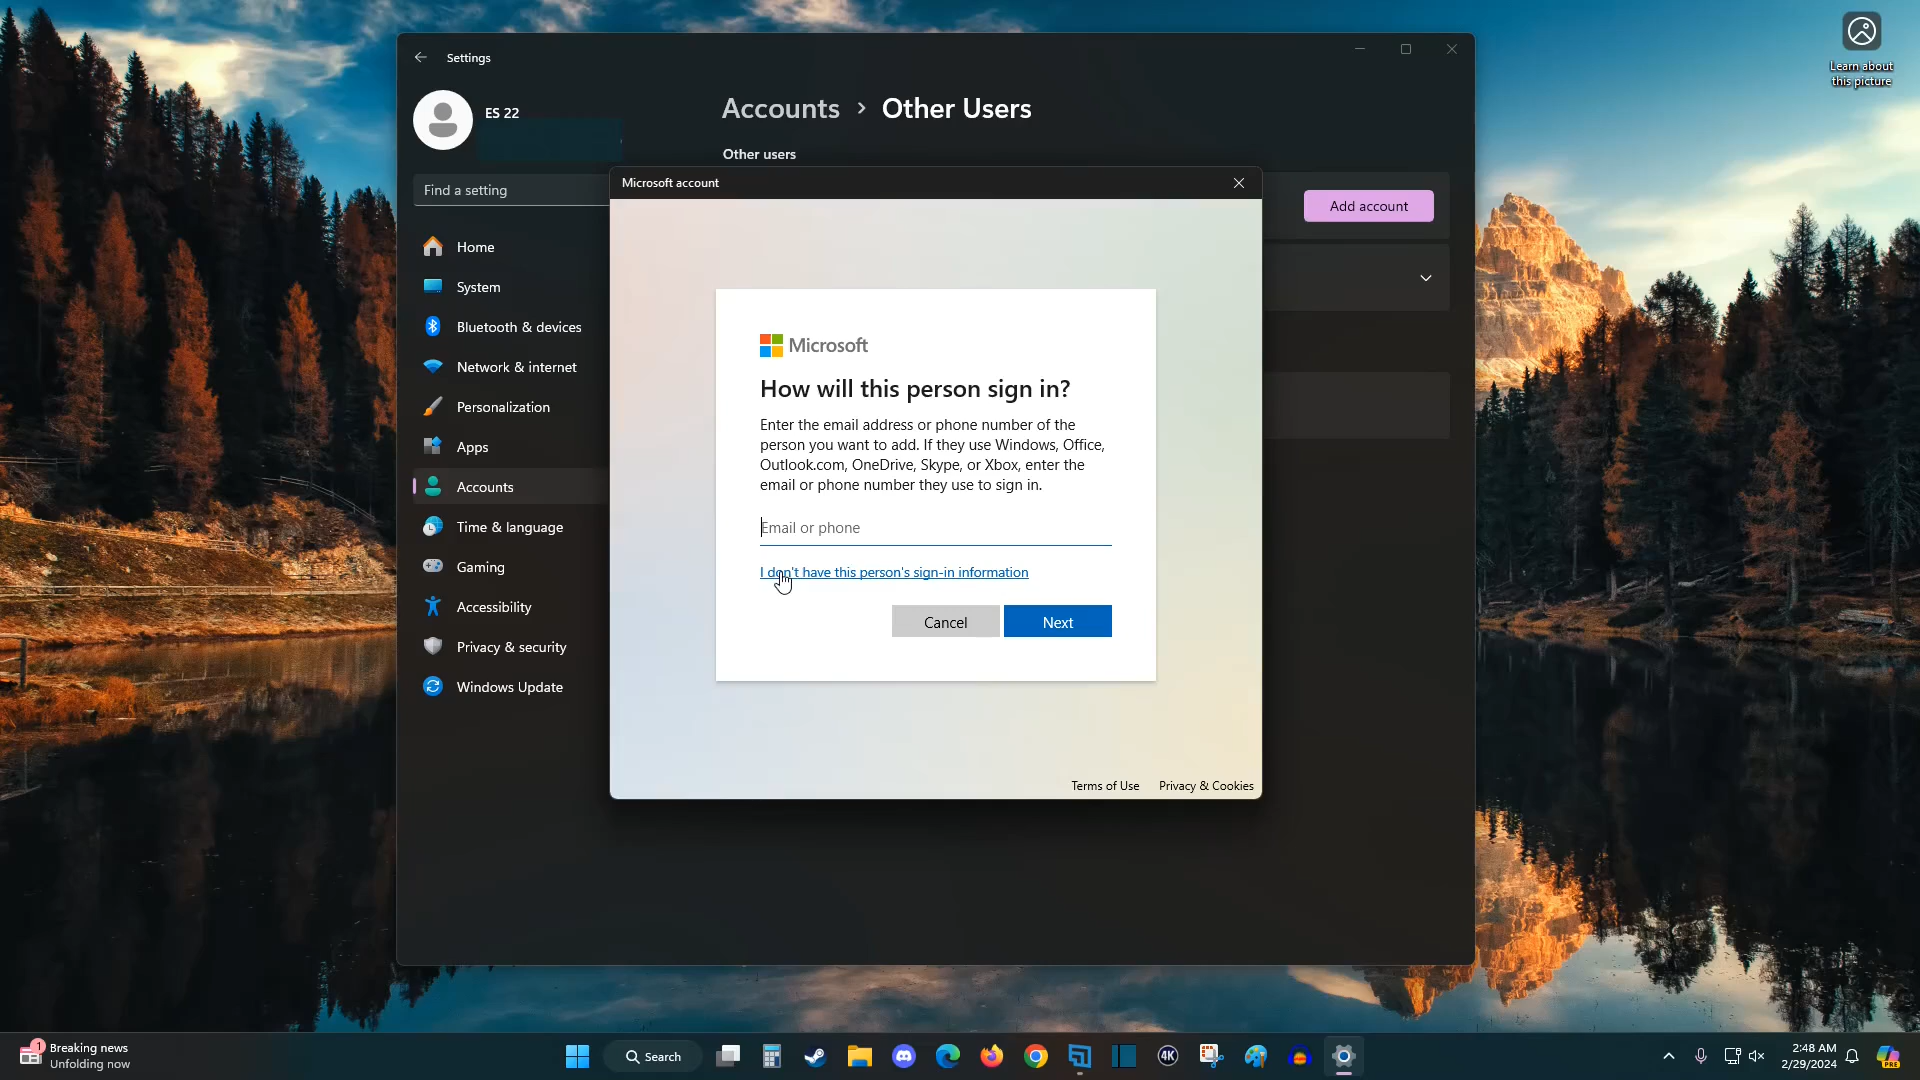 Learn about
this picture
Settings
ES 22
Find a setting
Home
System
Bluetooth & devices
Network & internet
Personalization
Apps
Accounts
Time & language
Gaming
Accessibility
Privacy & security
Windows Update
Accounts > Other Users
Other users
Add account
Microsoft account
Microsoft
How will this person sign in?
Enter the email address or phone number of the
person you want to add. If they use Windows, Office,
Outlook.com, OneDrive, Skype, or Xbox, enter the
email or phone number they use to sign in.
Email or phone
I don't have this person's sign-in information
Cancel
Next
Terms of Use
Privacy & Cookies
1
Breaking news
Unfolding now
Search
4K
2:48 AM
2/29/2024
PRE